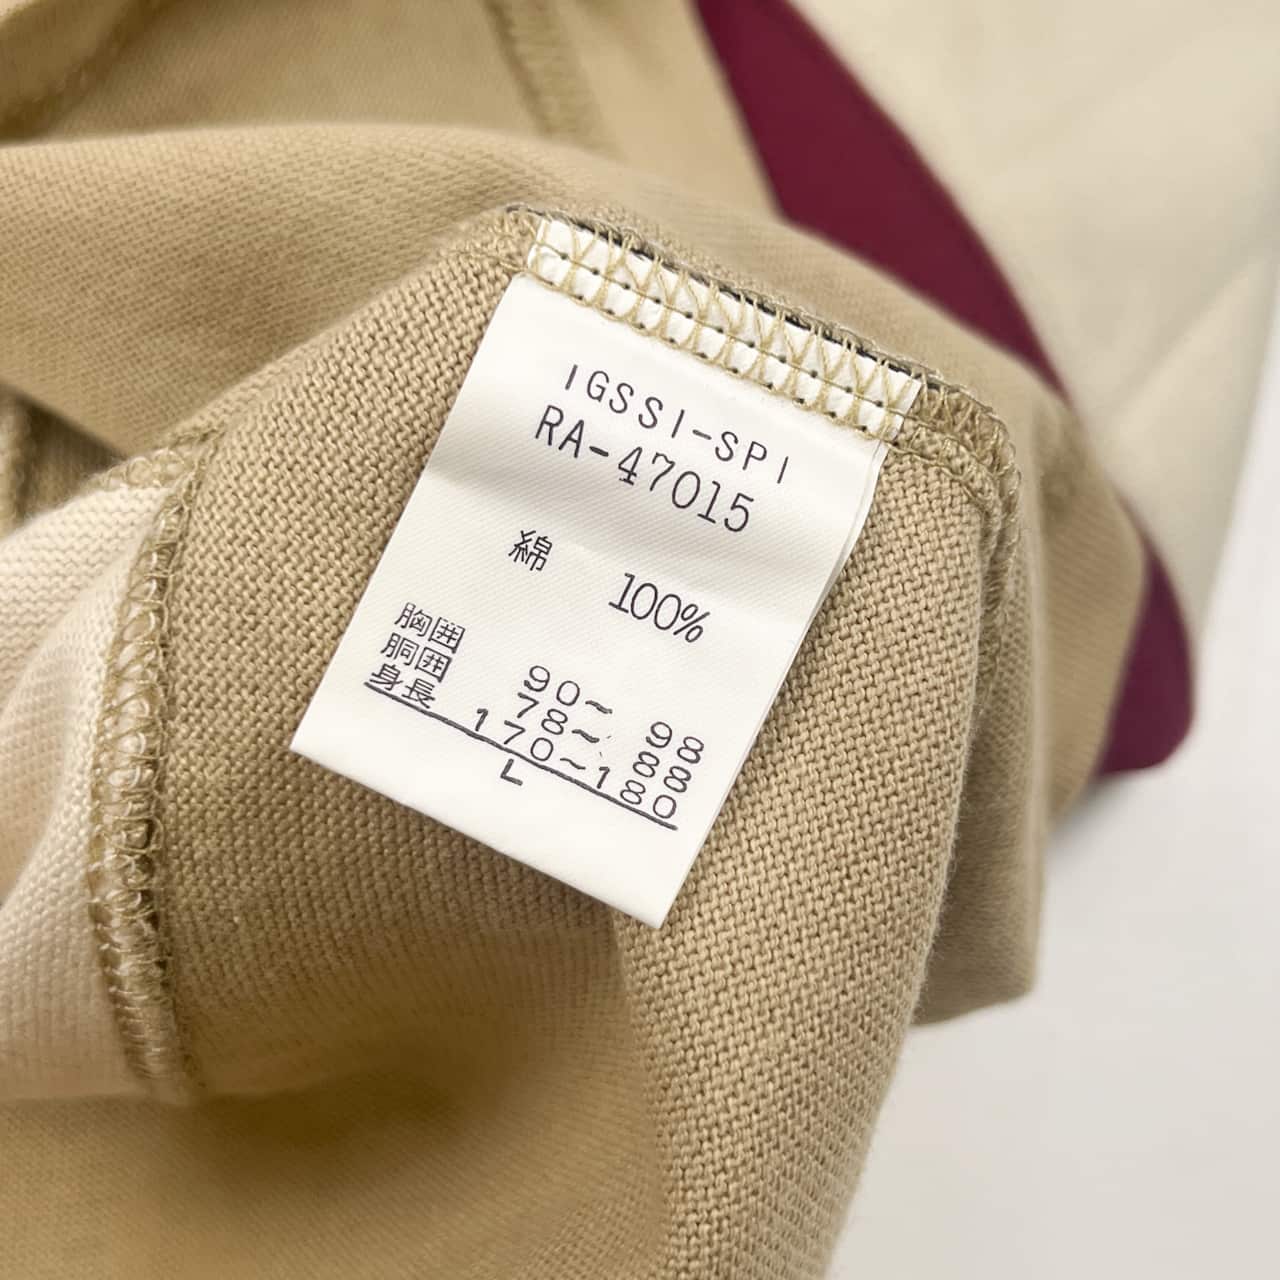 IGSSI-SPI
RA-47015
綿 100%
胸囲 90~ 98
胴囲 78~ 88
身長 170~180
L